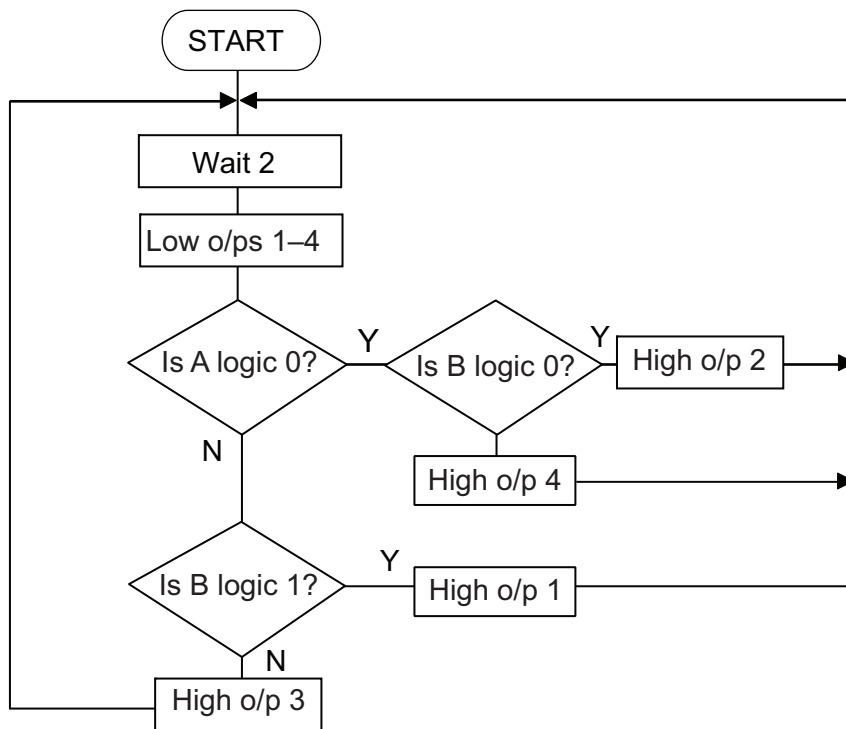 START
Wait 2
Low o/ps 1–4
Is A logic 0?
Y
Is B logic 0?
Y
High o/p 2
N
High o/p 4
Is B logic 1?
Y
High o/p 1
N
High o/p 3